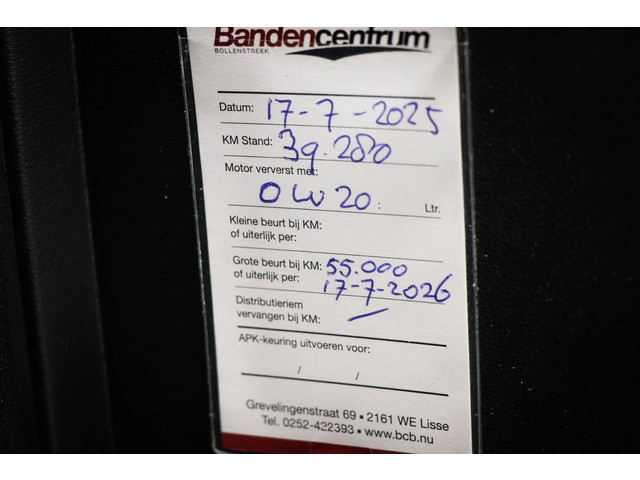 Bandencentrum
BOLLENSTREEK
Datum: 17-7-2025
KM Stand: 39.280
Motor ververst met:
0W20 : Ltr.
Kleine beurt bij KM:
of uiterlijk per:
Grote beurt bij KM: 55.000
of uiterlijk per: 17-7-2026
Distributieriem
vervangen bij KM: —
APK-keuring uitvoeren voor:
/ /
Grevelingenstraat 69 • 2161 WE Lisse
Tel. 0252-422393 • www.bcb.nu